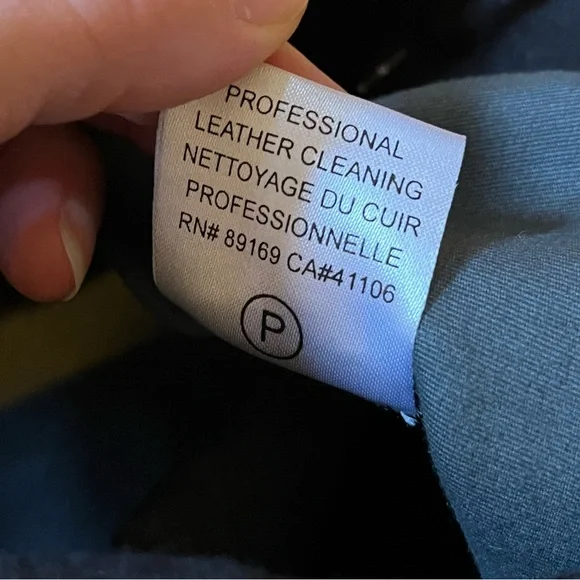 PROFESSIONAL
LEATHER CLEANING
NETTOYAGE DU CUIR
PROFESSIONNELLE
RN# 89169 CA#41106
P